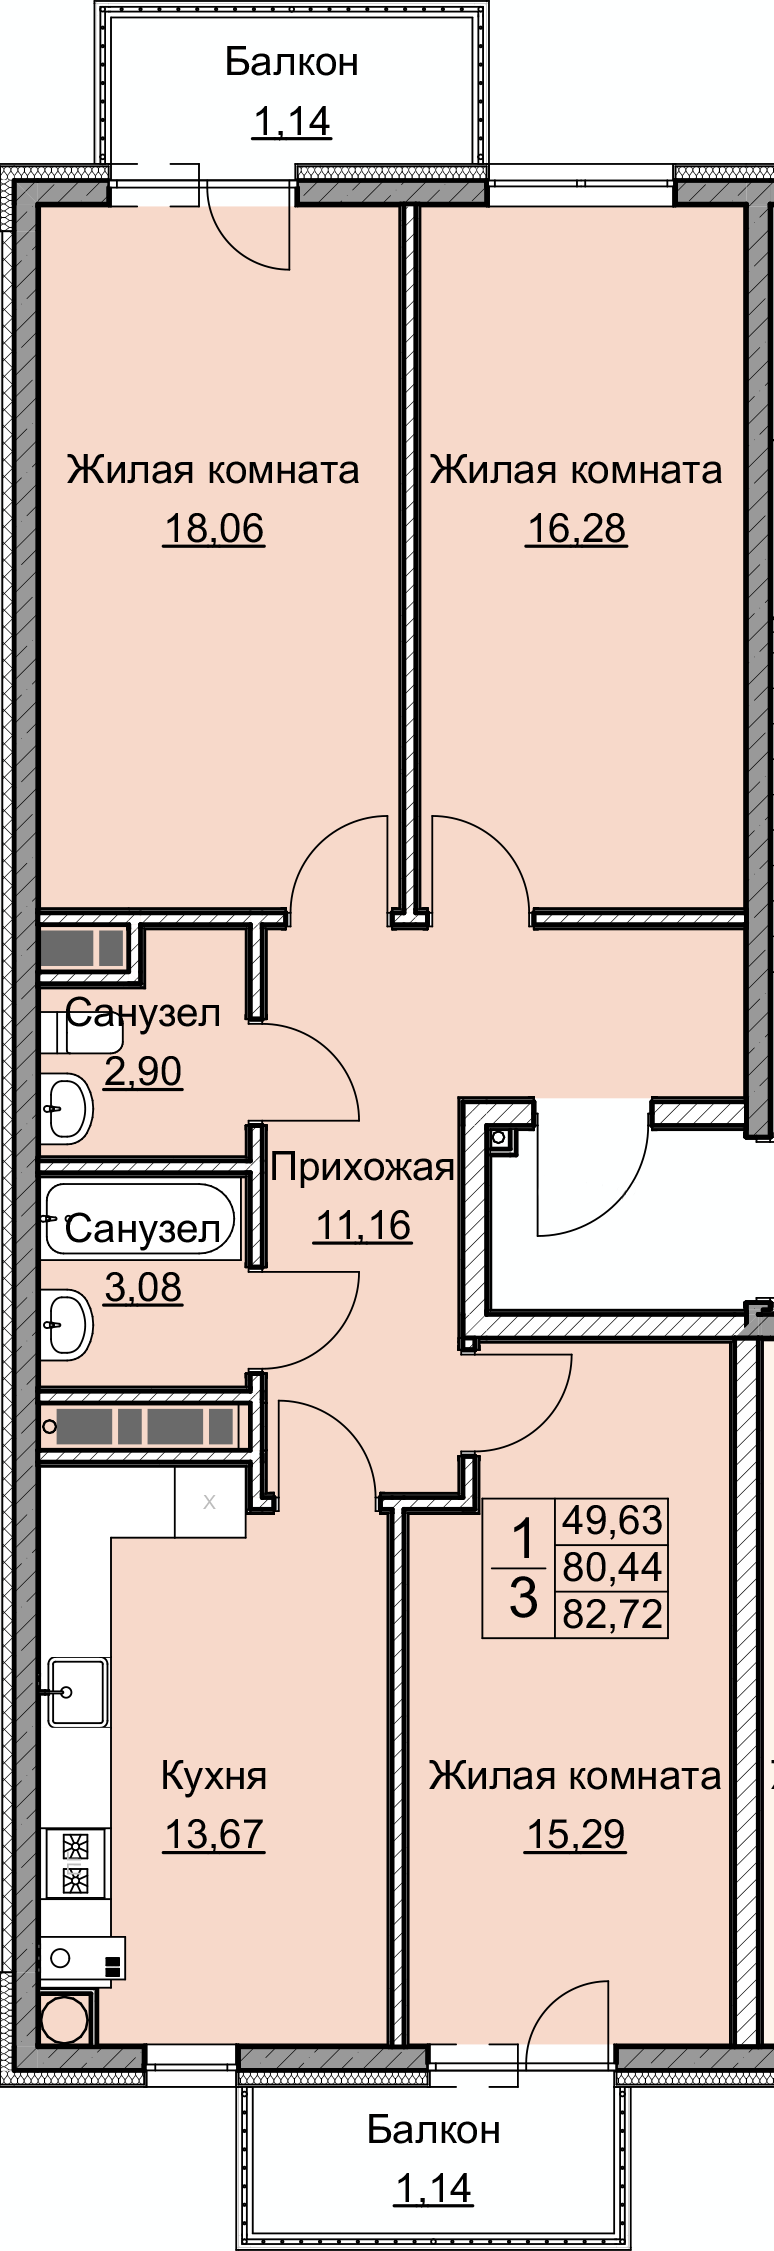 Балкон
1,14
Жилая комната
18,06
Жилая комната
16,28
Санузел
2,90
Прихожая
11,16
Санузел
3,08
X
1
3
49,63
80,44
82,72
Кухня
13,67
Жилая комната
15,29
Балкон
1,14